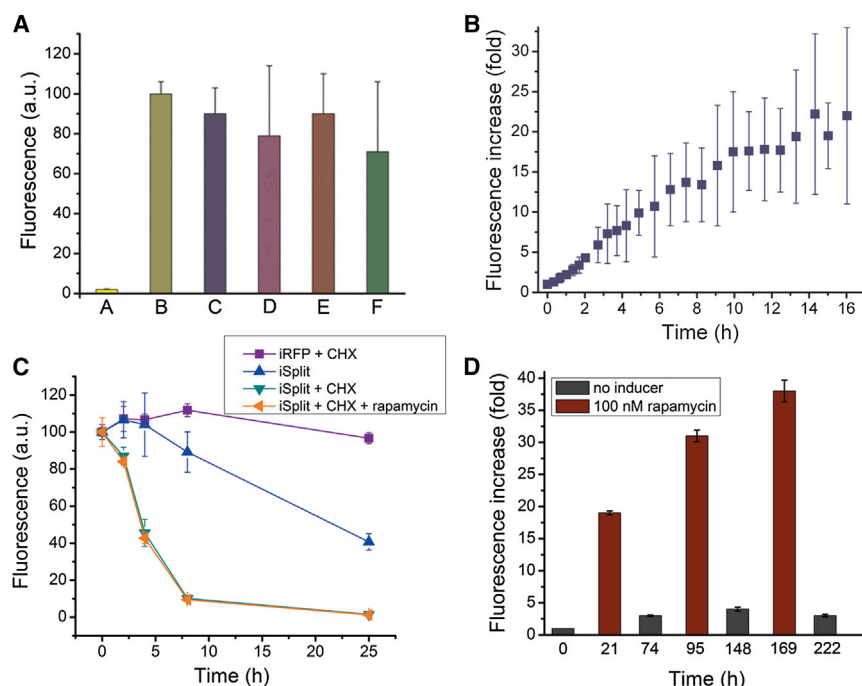 A
Fluorescence (a.u.)
120
100
80
60
40
20
0
A B C D E F
B
Fluorescence increase (fold)
30
25
20
15
10
5
0
0 2 4 6 8 10 12 14 16
Time (h)
C
iRFP + CHX
iSplit
iSplit + CHX
iSplit + CHX + rapamycin
Fluorescence (a.u.)
120
100
80
60
40
20
0
0 5 10 15 20 25
Time (h)
D
no inducer
100 nM rapamycin
Fluorescence increase (fold)
40
35
30
25
20
15
10
5
0
0 21 74 95 148 169 222
Time (h)